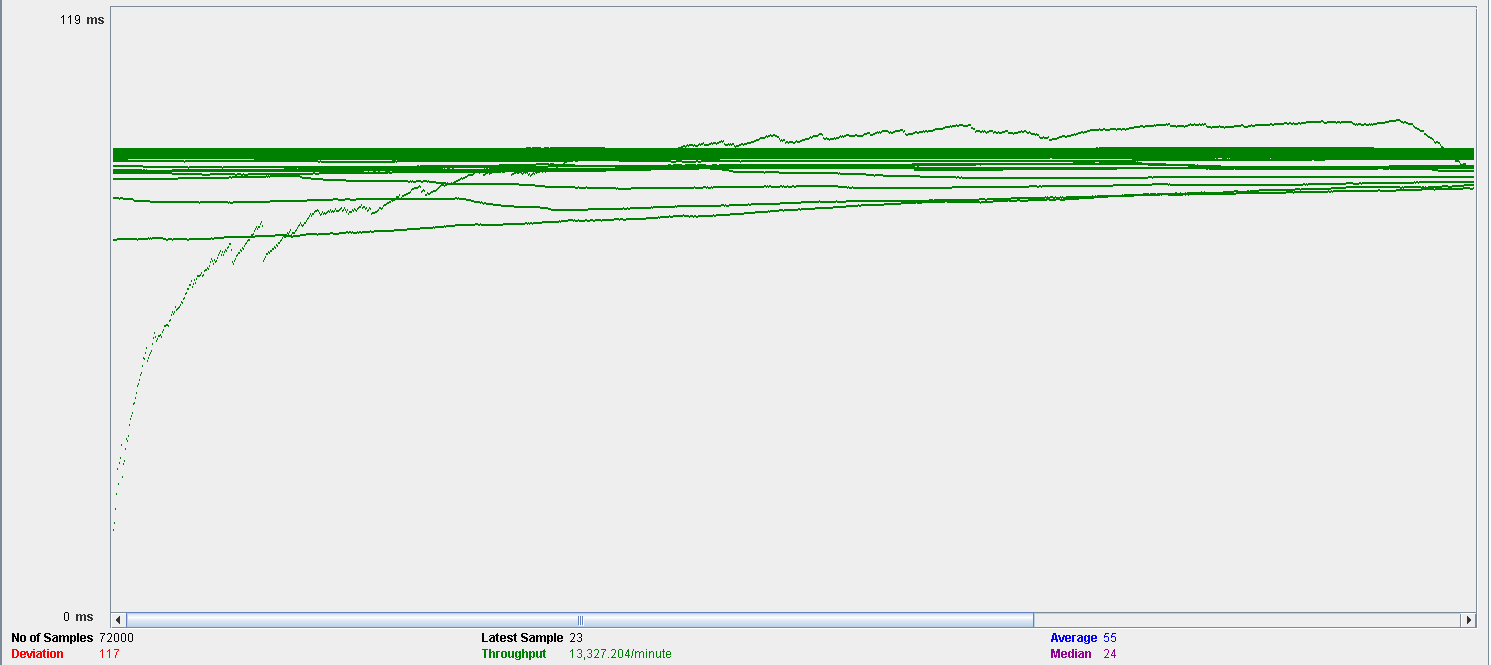 119 ms
0 ms
No of Samples 72000 Latest Sample 23 Average 55
Deviation 117 Throughput 13,327.204/minute Median 24